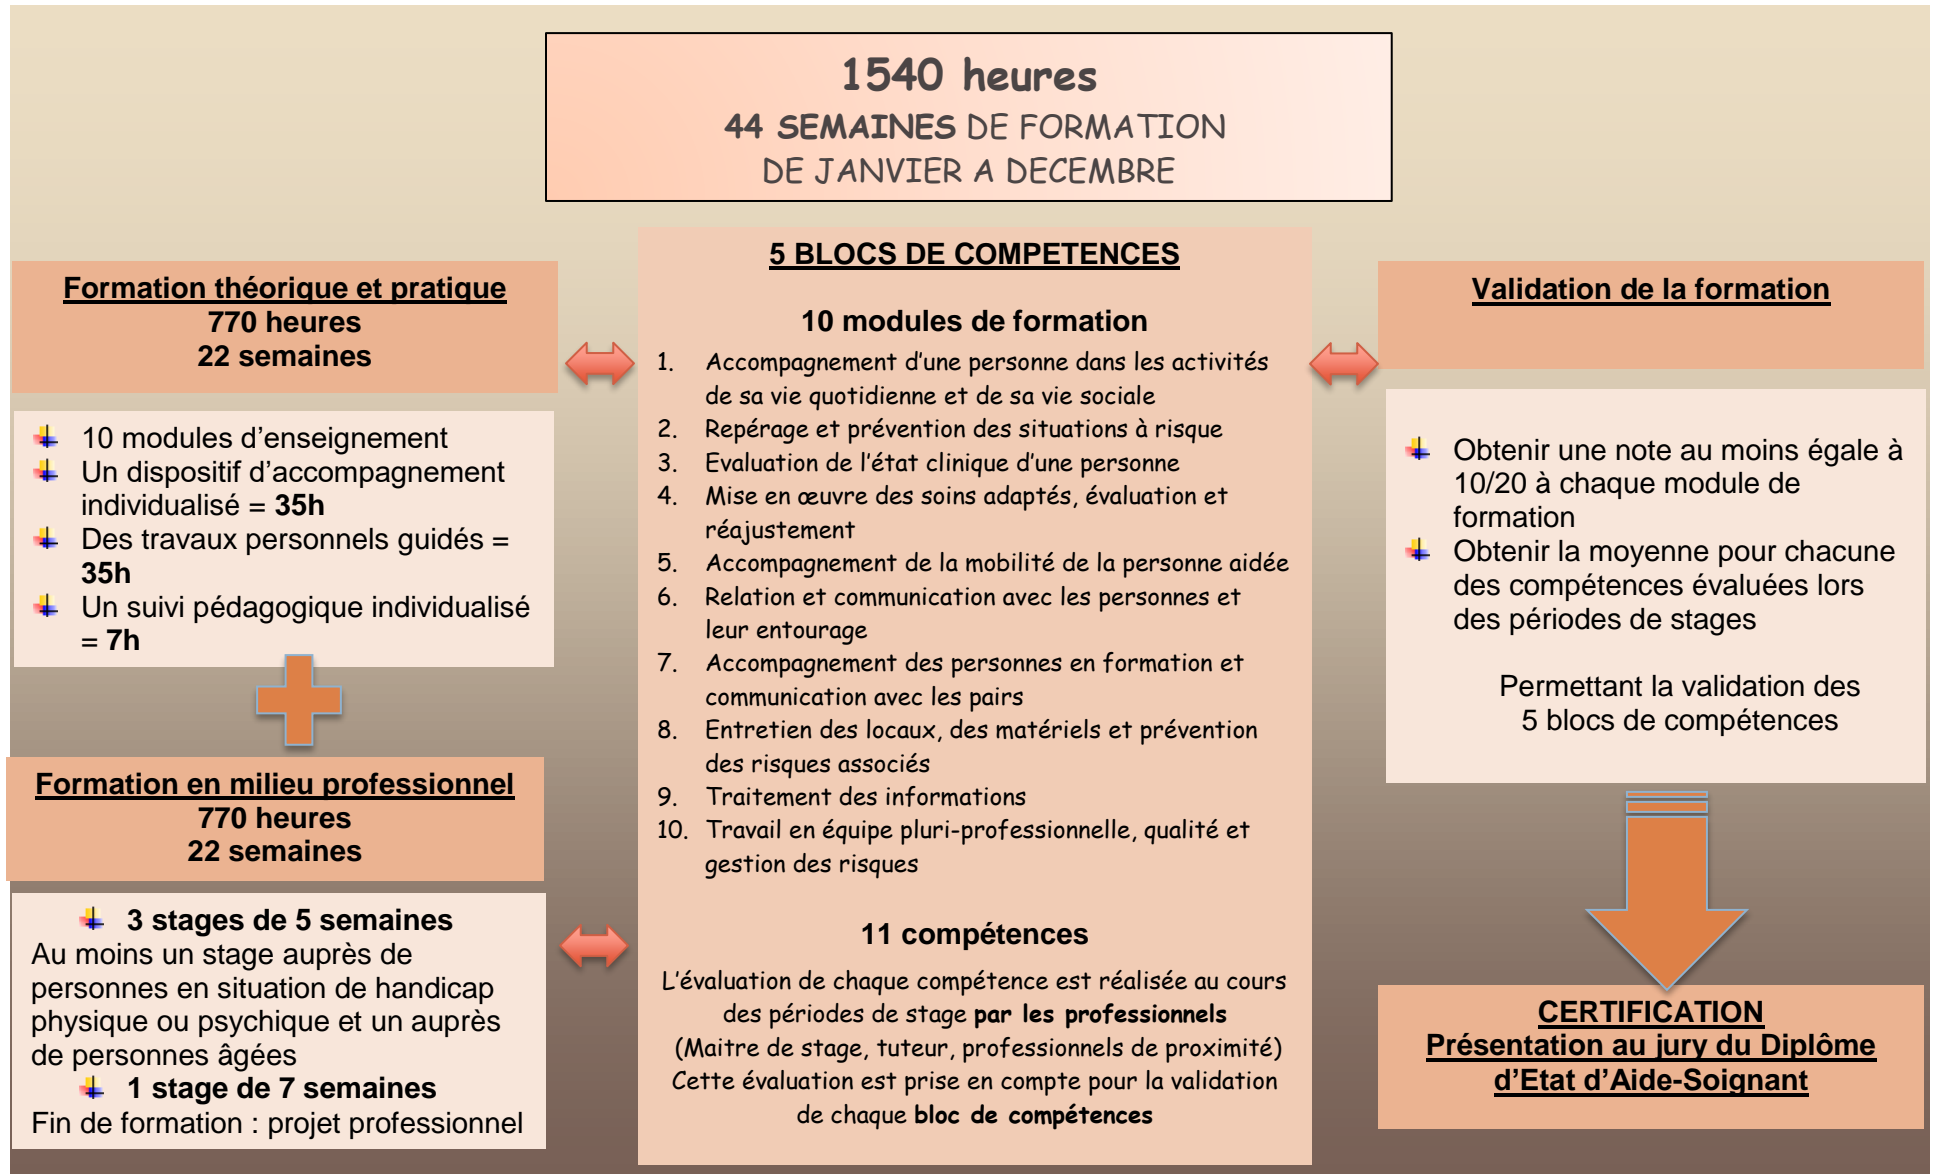 1540 heures
44 SEMAINES DE FORMATION
DE JANVIER A DECEMBRE
Formation théorique et pratique
770 heures
22 semaines
10 modules d’enseignement
Un dispositif d’accompagnement
individualisé = 35h
Des travaux personnels guidés =
35h
Un suivi pédagogique individualisé
= 7h
Formation en milieu professionnel
770 heures
22 semaines
3 stages de 5 semaines
Au moins un stage auprès de
personnes en situation de handicap
physique ou psychique et un auprès
de personnes âgées
1 stage de 7 semaines
Fin de formation : projet professionnel
5 BLOCS DE COMPETENCES
10 modules de formation
1. Accompagnement d’une personne dans les activités
de sa vie quotidienne et de sa vie sociale
2. Repérage et prévention des situations à risque
3. Evaluation de l’état clinique d’une personne
4. Mise en œuvre des soins adaptés, évaluation et
réajustement
5. Accompagnement de la mobilité de la personne aidée
6. Relation et communication avec les personnes et
leur entourage
7. Accompagnement des personnes en formation et
communication avec les pairs
8. Entretien des locaux, des matériels et prévention
des risques associés
9. Traitement des informations
10. Travail en équipe pluri-professionnelle, qualité et
gestion des risques
11 compétences
L’évaluation de chaque compétence est réalisée au cours
des périodes de stage par les professionnels
(Maitre de stage, tuteur, professionnels de proximité)
Cette évaluation est prise en compte pour la validation
de chaque bloc de compétences
Validation de la formation
Obtenir une note au moins égale à
10/20 à chaque module de
formation
Obtenir la moyenne pour chacune
des compétences évaluées lors
des périodes de stages
Permettant la validation des
5 blocs de compétences
CERTIFICATION
Présentation au jury du Diplôme
d’Etat d’Aide-Soignant